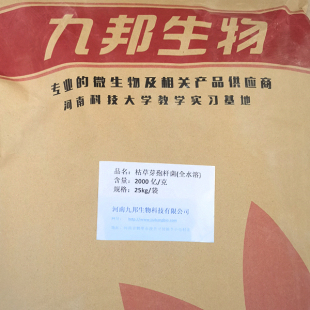 九邦生物
专业的微生物及相关产品供应商
河南科技大学教学实习基地
品名：枯草芽孢杆菌(全水溶)
含量：2000 亿/克
规格：25kg/袋
河南九邦生物科技有限公司